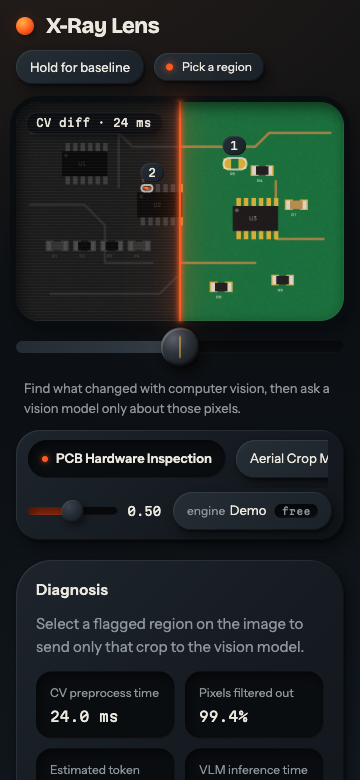 X-Ray Lens
Hold for baseline
Pick a region
CV diff · 24 ms
1
2
U1
U2
U3
Find what changed with computer vision, then ask a
vision model only about those pixels.
PCB Hardware Inspection
Aerial Crop M
0.50
engine Demo free
Diagnosis
Select a flagged region on the image to
send only that crop to the vision model.
CV preprocess time
24.0 ms
Pixels filtered out
99.4%
Estimated token
VLM inference time